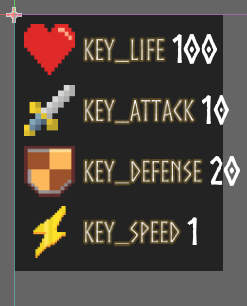 KEY_LIFE 100
KEY_ATTACK 10
KEY_DEFENSE 20
KEY_SPEED 1